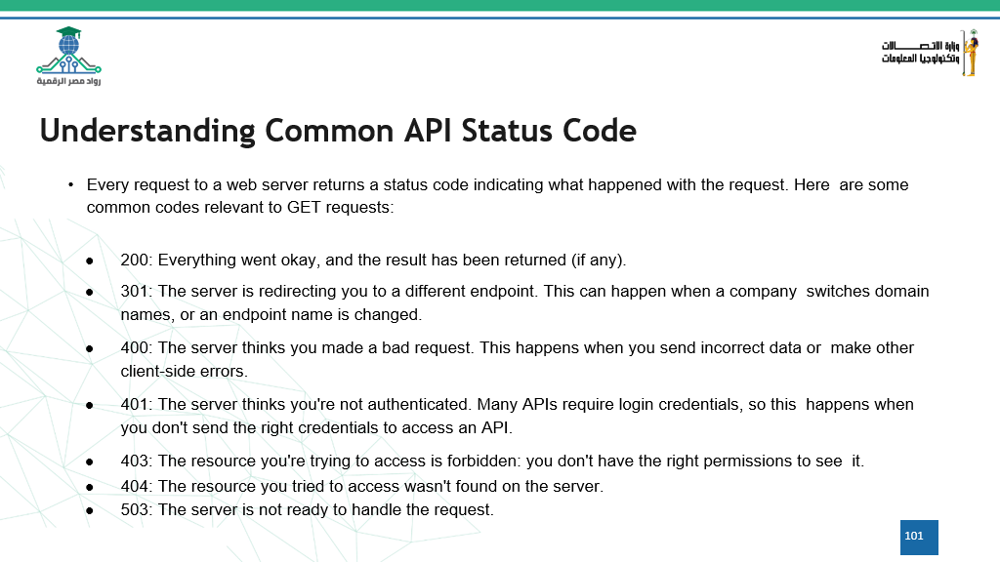 رواد مصر الرقمية
وزارة الاتصالات
وتكنولوجيا المعلومات
Understanding Common API Status Code
• Every request to a web server returns a status code indicating what happened with the request. Here  are some
common codes relevant to GET requests:
● 200: Everything went okay, and the result has been returned (if any).
● 301: The server is redirecting you to a different endpoint. This can happen when a company  switches domain
names, or an endpoint name is changed.
● 400: The server thinks you made a bad request. This happens when you send incorrect data or  make other
client-side errors.
● 401: The server thinks you're not authenticated. Many APIs require login credentials, so this  happens when
you don't send the right credentials to access an API.
● 403: The resource you're trying to access is forbidden: you don't have the right permissions to see  it.
● 404: The resource you tried to access wasn't found on the server.
● 503: The server is not ready to handle the request.
101